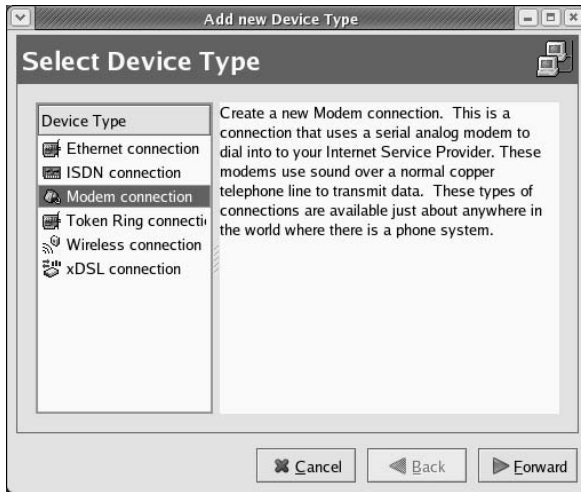 Add new Device Type
Select Device Type
Device Type
Ethernet connection
ISDN connection
Modem connection
Token Ring connecti
Wireless connection
xDSL connection
Create a new Modem connection. This is a
connection that uses a serial analog modem to
dial into to your Internet Service Provider. These
modems use sound over a normal copper
telephone line to transmit data. These types of
connections are available just about anywhere in
the world where there is a phone system.
Cancel
Back
Forward